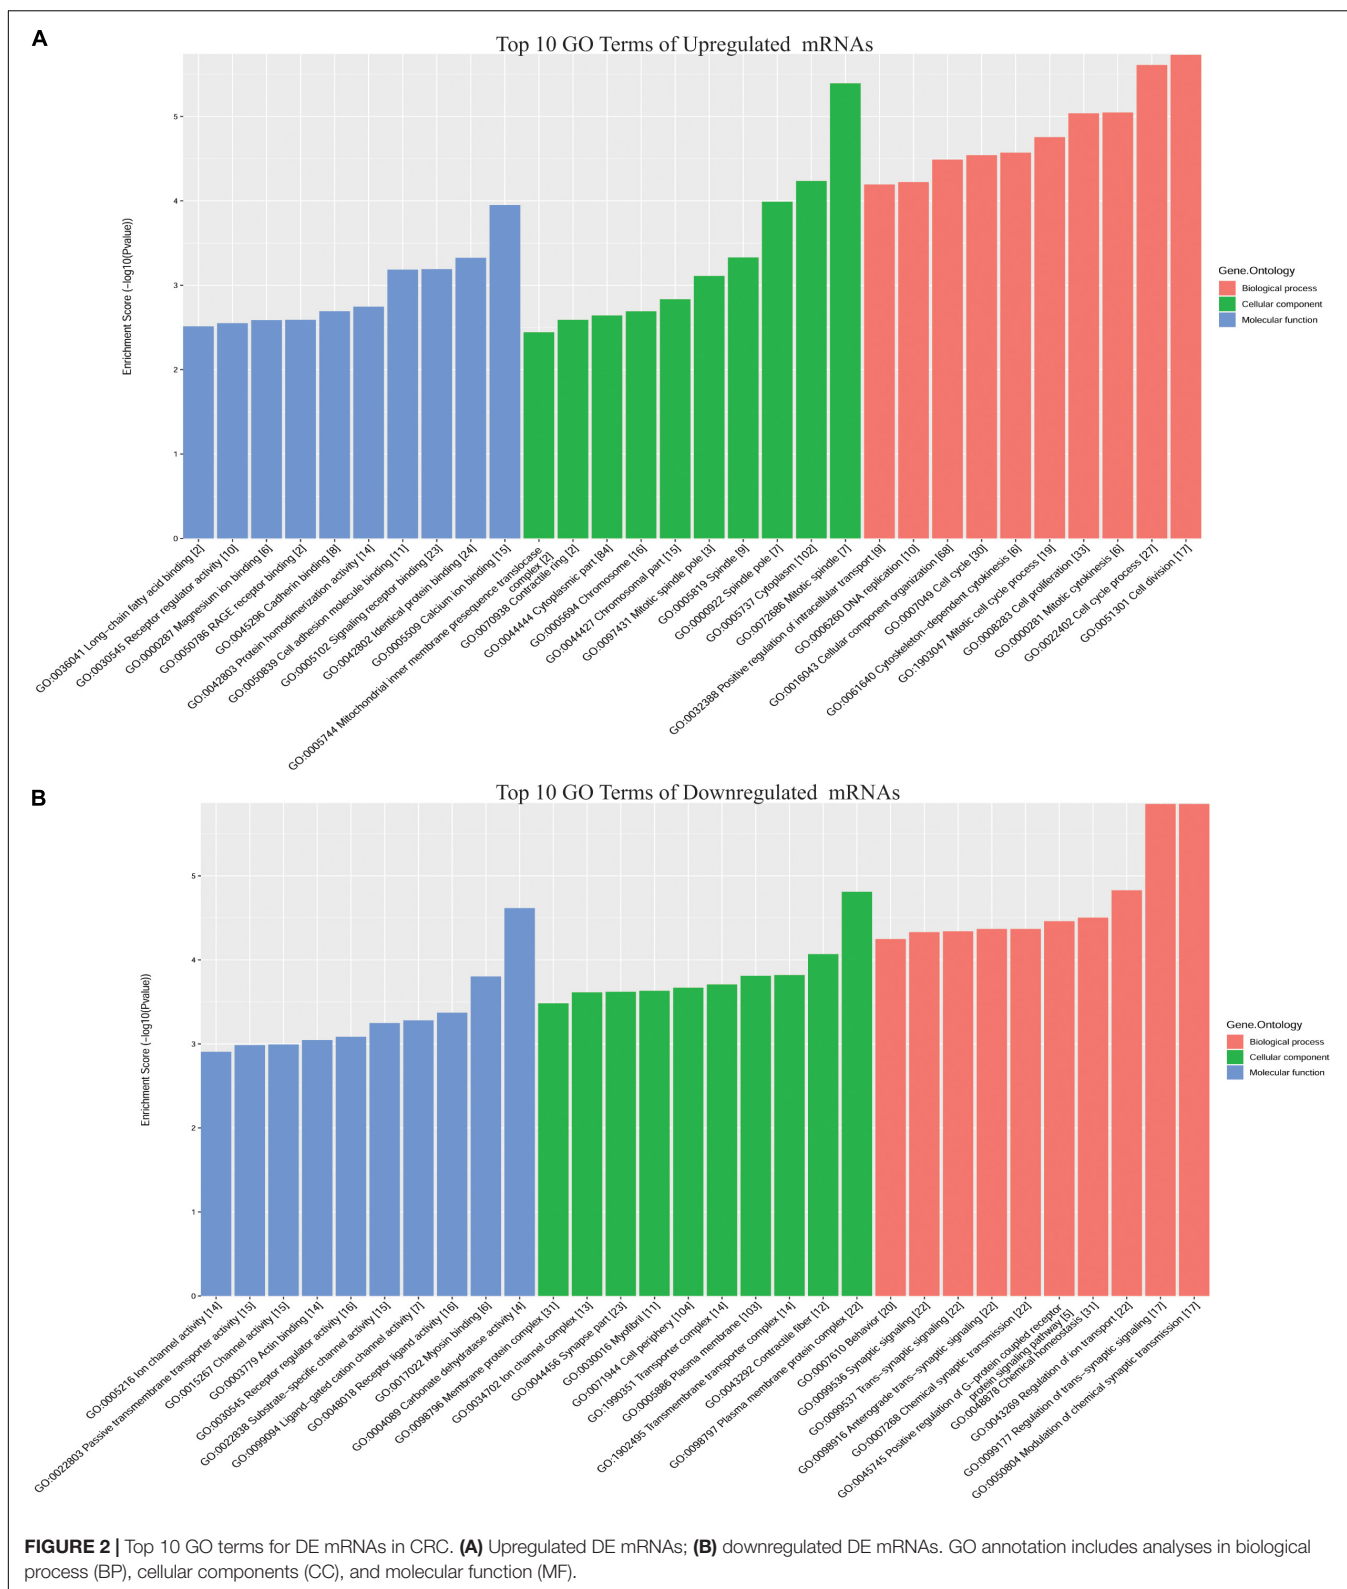 A
Top 10 GO Terms of Upregulated mRNAs
Enrichment Score (−log10(Pvalue))
5
4
3
2
1
0
Gene.Ontology
Biological process
Cellular component
Molecular function
GO:0036041 Long−chain fatty acid binding [2]
GO:0030545 Receptor regulator activity [10]
GO:0000287 Magnesium ion binding [6]
GO:0050786 RAGE receptor binding [2]
GO:0045296 Cadherin binding [8]
GO:0042803 Protein homodimerization activity [14]
GO:0050839 Cell adhesion molecule binding [11]
GO:0005102 Signaling receptor binding [23]
GO:0042802 Identical protein binding [24]
GO:0005509 Calcium ion binding [15]
GO:0005744 Mitochondrial inner membrane presequence translocase
complex [2]
GO:0070938 Contractile ring [2]
GO:0044444 Cytoplasmic part [84]
GO:0005694 Chromosome [16]
GO:0044427 Chromosomal part [15]
GO:0097431 Mitotic spindle pole [3]
GO:0005819 Spindle [9]
GO:0000922 Spindle pole [7]
GO:0005737 Cytoplasm [102]
GO:0072686 Mitotic spindle [7]
GO:0032388 Positive regulation of intracellular transport [9]
GO:0006260 DNA replication [10]
GO:0016043 Cellular component organization [68]
GO:0007049 Cell cycle [30]
GO:0061640 Cytoskeleton−dependent cytokinesis [6]
GO:1903047 Mitotic cell cycle process [19]
GO:0008283 Cell proliferation [33]
GO:0000281 Mitotic cytokinesis [6]
GO:0022402 Cell cycle process [27]
GO:0051301 Cell division [17]
B
Top 10 GO Terms of Downregulated mRNAs
Enrichment Score (−log10(Pvalue))
5
4
3
2
1
0
Gene.Ontology
Biological process
Cellular component
Molecular function
GO:0005216 Ion channel activity [14]
GO:0022803 Passive transmembrane transporter activity [15]
GO:0015267 Channel activity [15]
GO:0003779 Actin binding [14]
GO:0030545 Receptor regulator activity [16]
GO:0022838 Substrate−specific channel activity [15]
GO:0099094 Ligand−gated cation channel activity [7]
GO:0048018 Receptor ligand activity [16]
GO:0017022 Myosin binding [6]
GO:0004089 Carbonate dehydratase activity [4]
GO:0098796 Membrane protein complex [31]
GO:0034702 Ion channel complex [13]
GO:0044456 Synapse part [23]
GO:0030016 Myofibril [11]
GO:0071944 Cell periphery [104]
GO:1990351 Transporter complex [14]
GO:0005886 Plasma membrane [103]
GO:1902495 Transmembrane transporter complex [14]
GO:0043292 Contractile fiber [12]
GO:0098797 Plasma membrane protein complex [22]
GO:0007610 Behavior [20]
GO:0099536 Synaptic signaling [22]
GO:0099537 Trans−synaptic signaling [22]
GO:0098916 Anterograde trans−synaptic signaling [22]
GO:0007268 Chemical synaptic transmission [22]
GO:0045745 Positive regulation of G−protein coupled receptor
protein signaling pathway [5]
GO:0048878 Chemical homeostasis [31]
GO:0043269 Regulation of ion transport [22]
GO:0099177 Regulation of trans−synaptic signaling [17]
GO:0050804 Modulation of chemical synaptic transmission [17]
FIGURE 2 | Top 10 GO terms for DE mRNAs in CRC. (A) Upregulated DE mRNAs; (B) downregulated DE mRNAs. GO annotation includes analyses in biological
process (BP), cellular components (CC), and molecular function (MF).